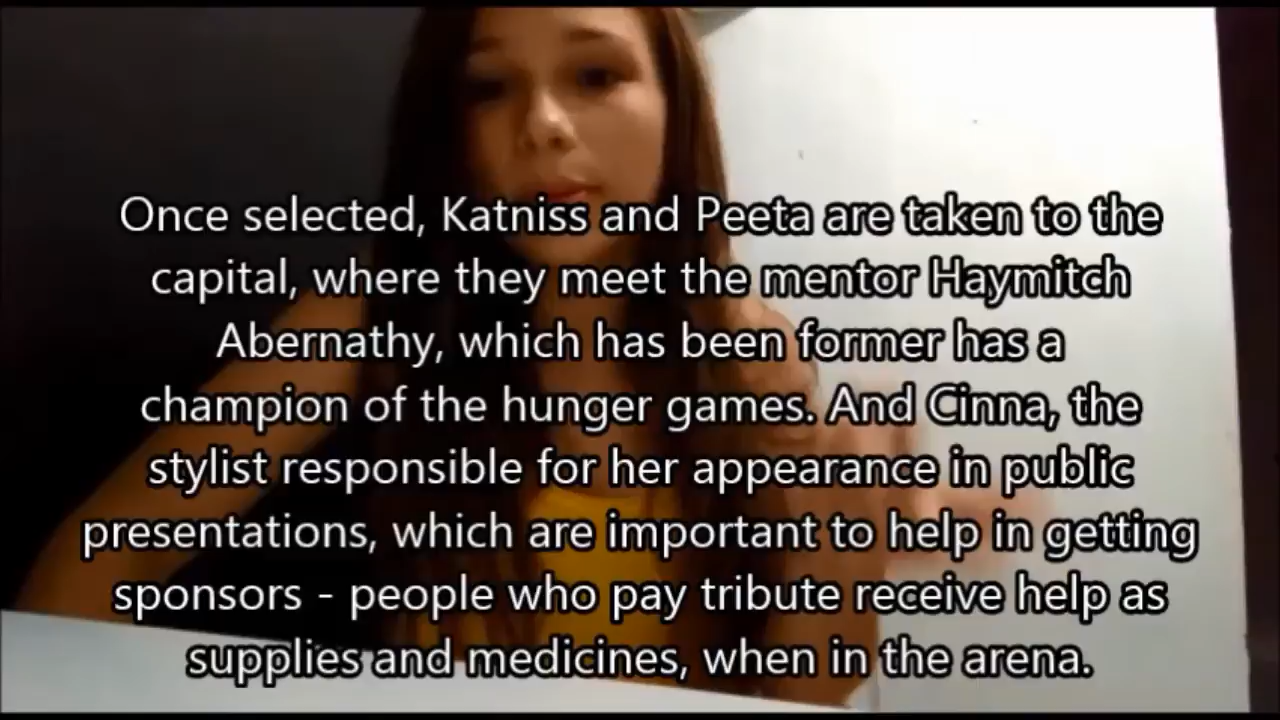 Once selected, Katniss and Peeta are taken to the
capital, where they meet the mentor Haymitch
Abernathy, which has been former has a
champion of the hunger games. And Cinna, the
stylist responsible for her appearance in public
presentations, which are important to help in getting
sponsors - people who pay tribute receive help as
supplies and medicines, when in the arena.